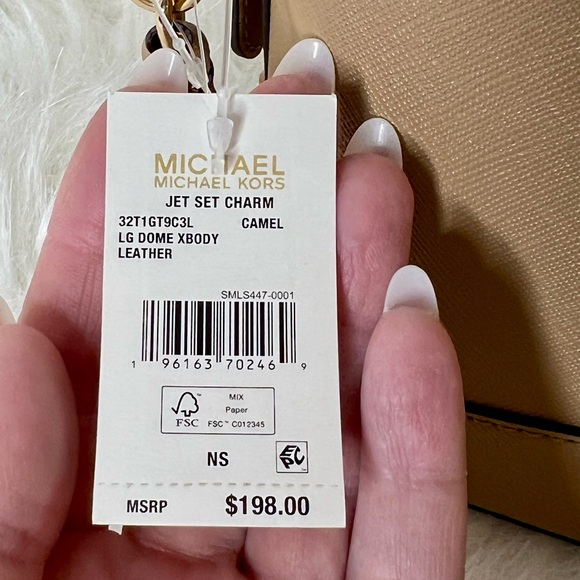 MICHAEL
MICHAEL KORS
JET SET CHARM
32T1GT9C3L CAMEL
LG DOME XBODY
LEATHER
SMLS447-0001
1 96163 70246 9
MIX
Paper
FSC™ C012345
FSC
NS
EPC
MSRP $198.00